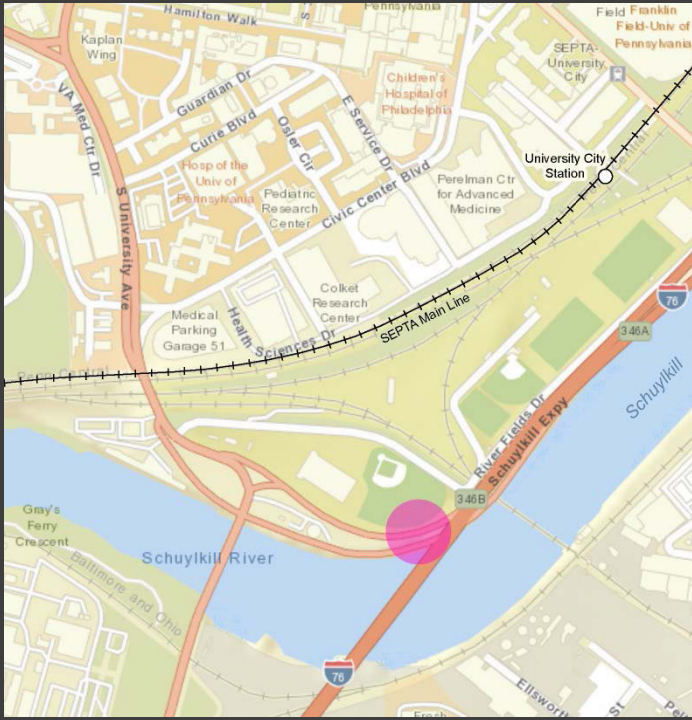 Hamilton Walk
Pennsylvania
Field
Franklin
Field-Univ of
Pennsylvania
Kaplan
Wing
SEPTA-
University
City
VA Med Ctr Dr
Guardian Dr
Curie Blvd
Osler Cir
E Service Dr
Children's
Hospital of
Philadelphia
Hosp of the
Univ of
Pennsylvania
Pediatric
Research
Center
Civic Center Blvd
Perelman Ctr
for Advanced
Medicine
University City
Station
S University Ave
Colket
Research
Center
Medical
Parking
Garage 51
Health Sciences Dr
SEPTA Main Line
Penn Central
76
346A
Schuylkill
River Fields Dr
Schuylkill Expy
346B
Gray's
Ferry
Crescent
Schuylkill River
Baltimore and Ohio
76
Ellsworth
St
Fresh